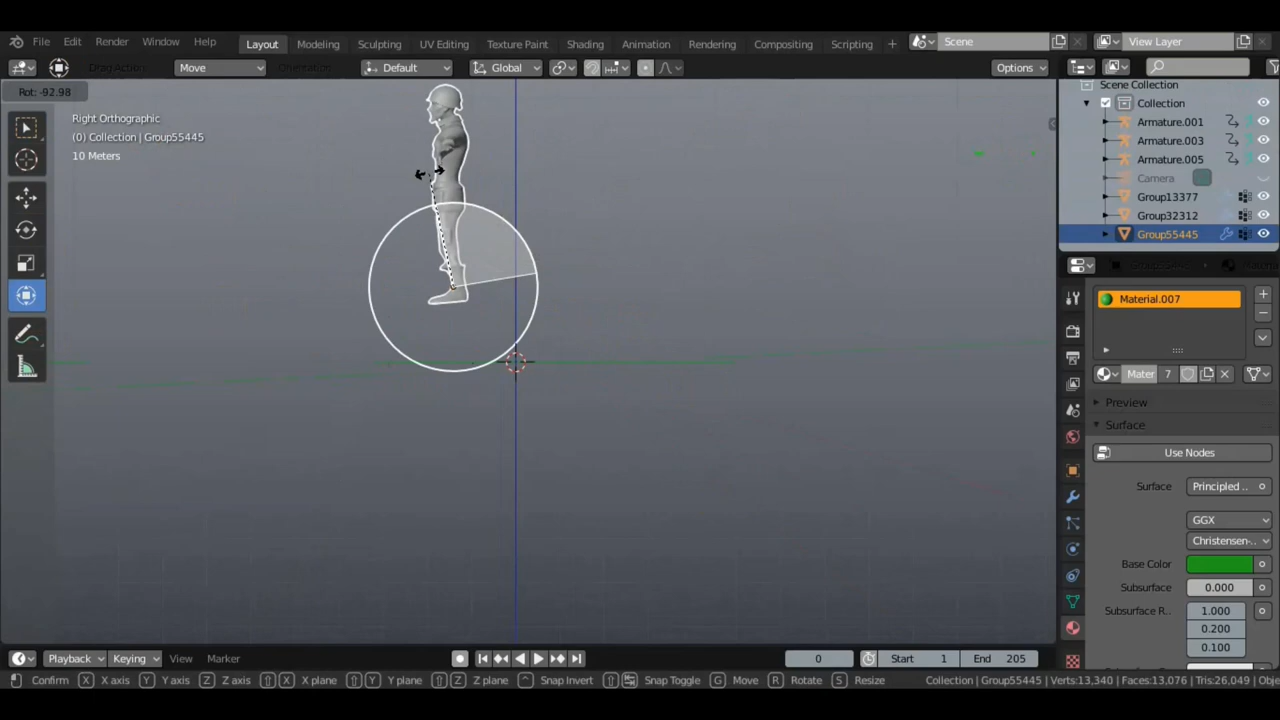 File Edit Render Window Help Layout Modeling Sculpting UV Editing Texture Paint Shading Animation Rendering Compositing Scripting + Scene View Layer
Drag Action Move Orientation Default Global Options
Rot: -92.98
Right Orthographic
(0) Collection | Group55445
10 Meters
Scene Collection
Collection
Armature.001
Armature.003
Armature.005
Camera
Group13377
Group32312
Group55445
Material.007
Mater 7
Preview
Surface
Use Nodes
Surface Principled ..
GGX
Christensen-..
Base Color
Subsurface 0.000
Subsurface R.. 1.000
0.200
0.100
Playback Keying View Marker 0 Start 1 End 205
Confirm X X axis Y Y axis Z Z axis X X plane Y Y plane Z Z plane Snap Invert Snap Toggle G Move R Rotate S Resize Collection | Group55445 | Verts:13,340 | Faces:13,076 | Tris:26,049 | Obje